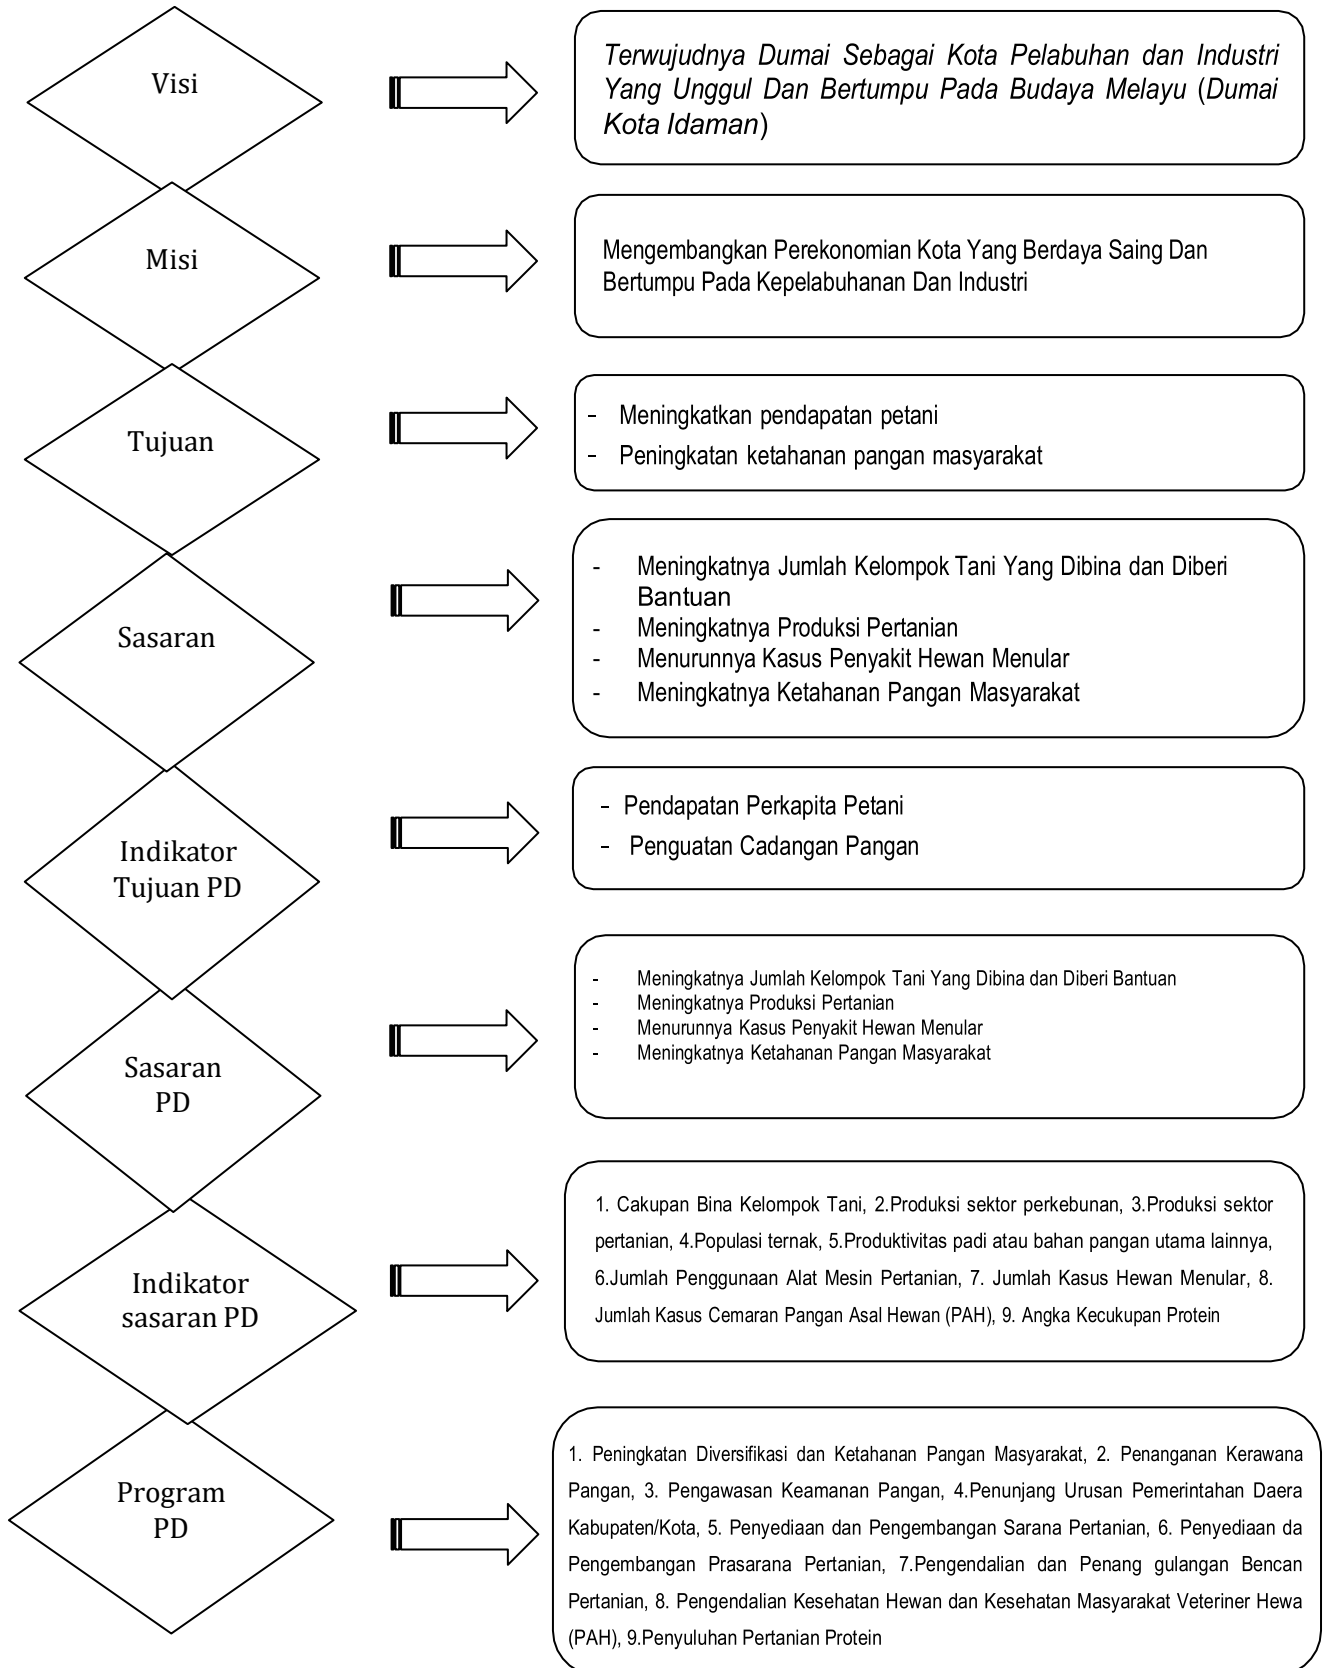 Visi
Terwujudnya Dumai Sebagai Kota Pelabuhan dan Industri
Yang Unggul Dan Bertumpu Pada Budaya Melayu (Dumai
Kota Idaman)
Misi
Mengembangkan Perekonomian Kota Yang Berdaya Saing Dan
Bertumpu Pada Kepelabuhanan Dan Industri
Tujuan
- Meningkatkan pendapatan petani
- Peningkatan ketahanan pangan masyarakat
Sasaran
- Meningkatnya Jumlah Kelompok Tani Yang Dibina dan Diberi
Bantuan
- Meningkatnya Produksi Pertanian
- Menurunnya Kasus Penyakit Hewan Menular
- Meningkatnya Ketahanan Pangan Masyarakat
Indikator
Tujuan PD
- Pendapatan Perkapita Petani
- Penguatan Cadangan Pangan
Sasaran
PD
- Meningkatnya Jumlah Kelompok Tani Yang Dibina dan Diberi Bantuan
- Meningkatnya Produksi Pertanian
- Menurunnya Kasus Penyakit Hewan Menular
- Meningkatnya Ketahanan Pangan Masyarakat
Indikator
sasaran PD
1. Cakupan Bina Kelompok Tani, 2.Produksi sektor perkebunan, 3.Produksi sektor
pertanian, 4.Populasi ternak, 5.Produktivitas padi atau bahan pangan utama lainnya,
6.Jumlah Penggunaan Alat Mesin Pertanian, 7. Jumlah Kasus Hewan Menular, 8.
Jumlah Kasus Cemaran Pangan Asal Hewan (PAH), 9. Angka Kecukupan Protein
Program
PD
1. Peningkatan Diversifikasi dan Ketahanan Pangan Masyarakat, 2. Penanganan Kerawana
Pangan, 3. Pengawasan Keamanan Pangan, 4.Penunjang Urusan Pemerintahan Daera
Kabupaten/Kota, 5. Penyediaan dan Pengembangan Sarana Pertanian, 6. Penyediaan da
Pengembangan Prasarana Pertanian, 7.Pengendalian dan Penang gulangan Bencan
Pertanian, 8. Pengendalian Kesehatan Hewan dan Kesehatan Masyarakat Veteriner Hewa
(PAH), 9.Penyuluhan Pertanian Protein